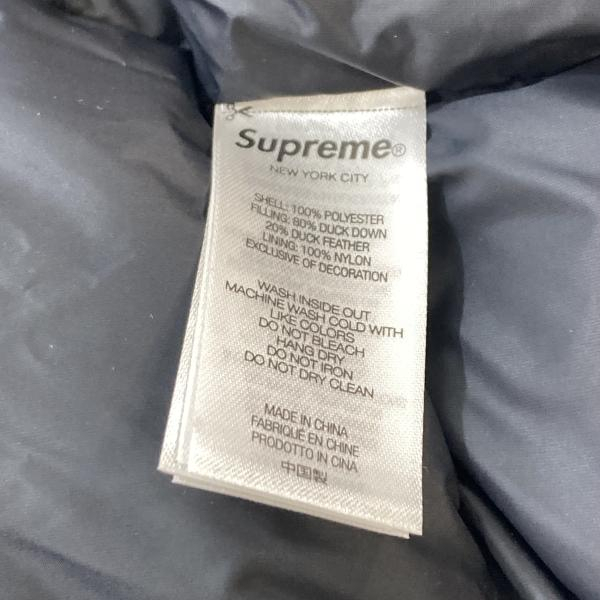 Supreme®
NEW YORK CITY
SHELL: 100% POLYESTER
FILLING: 80% DUCK DOWN
20% DUCK FEATHER
LINING: 100% NYLON
EXCLUSIVE OF DECORATION
WASH INSIDE OUT
MACHINE WASH COLD WITH
LIKE COLORS
DO NOT BLEACH
HANG DRY
DO NOT IRON
DO NOT DRY CLEAN
MADE IN CHINA
FABRIQUÉ EN CHINE
PRODOTTO IN CINA
中国製